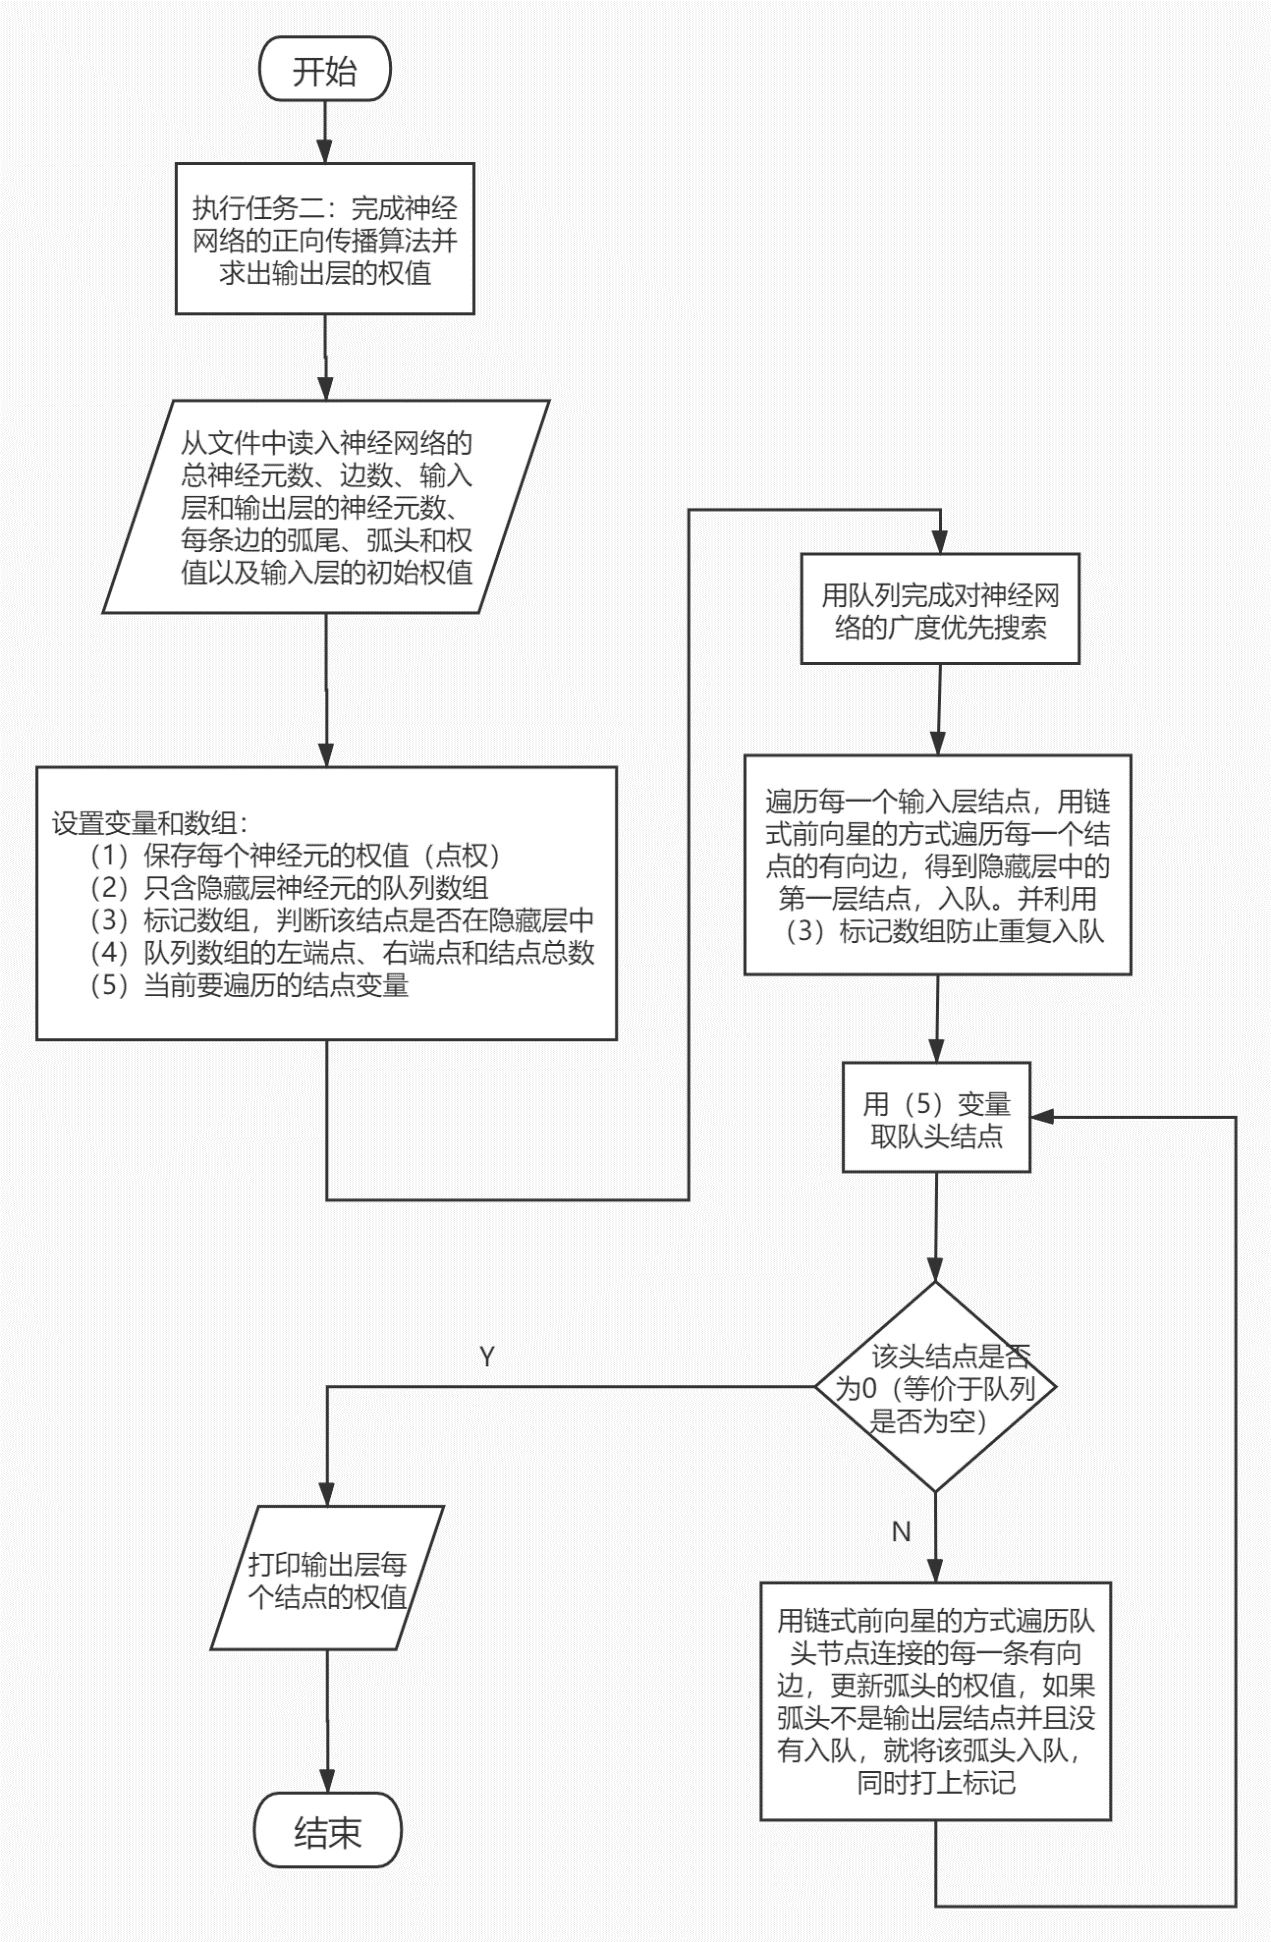 开始
执行任务二：完成神经
网络的正向传播算法并
求出输出层的权值
从文件中读入神经网络的
总神经元数、边数、输入
层和输出层的神经元数、
每条边的弧尾、弧头和权
值以及输入层的初始权值
设置变量和数组：
（1）保存每个神经元的权值（点权）
（2）只含隐藏层神经元的队列数组
（3）标记数组，判断该结点是否在隐藏层中
（4）队列数组的左端点、右端点和结点总数
（5）当前要遍历的结点变量
用队列完成对神经网
络的广度优先搜索
遍历每一个输入层结点，用链
式前向星的方式遍历每一个结
点的有向边，得到隐藏层中的
第一层结点，入队。并利用
（3）标记数组防止重复入队
用（5）变量
取队头结点
该头结点是否
为0（等价于队列
是否为空）
Y
N
用链式前向星的方式遍历队
头节点连接的每一条有向
边，更新弧头的权值，如果
弧头不是输出层结点并且没
有入队，就将该弧头入队，
同时打上标记
打印输出层每
个结点的权值
结束